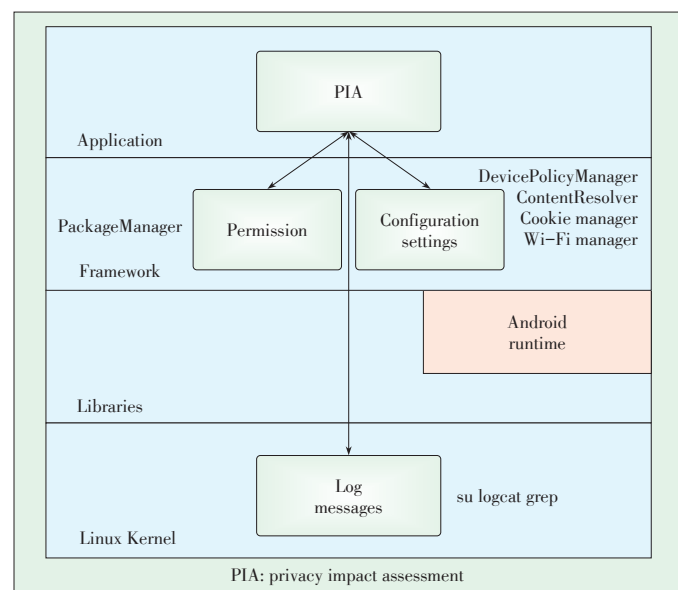 PIA
Application
DevicePolicyManager
ContentResolver
Cookie manager
Wi-Fi manager
PackageManager
Permission
Configuration
settings
Framework
Android
runtime
Libraries
Log
messages
su logcat grep
Linux Kernel
PIA: privacy impact assessment